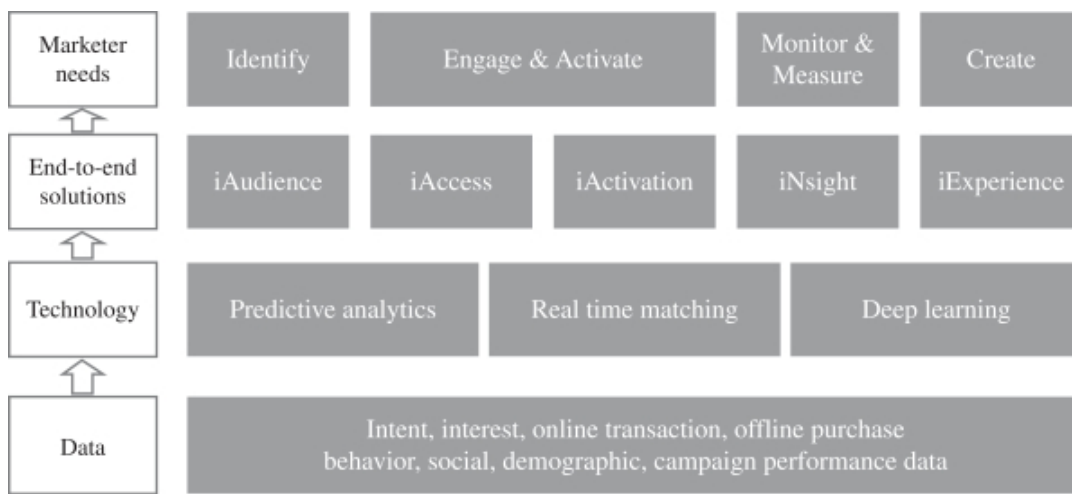 Marketer
needs
Identify
Engage & Activate
Monitor &
Measure
Create
End-to-end
solutions
iAudience
iAccess
iActivation
iNsight
iExperience
Technology
Predictive analytics
Real time matching
Deep learning
Data
Intent, interest, online transaction, offline purchase
behavior, social, demographic, campaign performance data